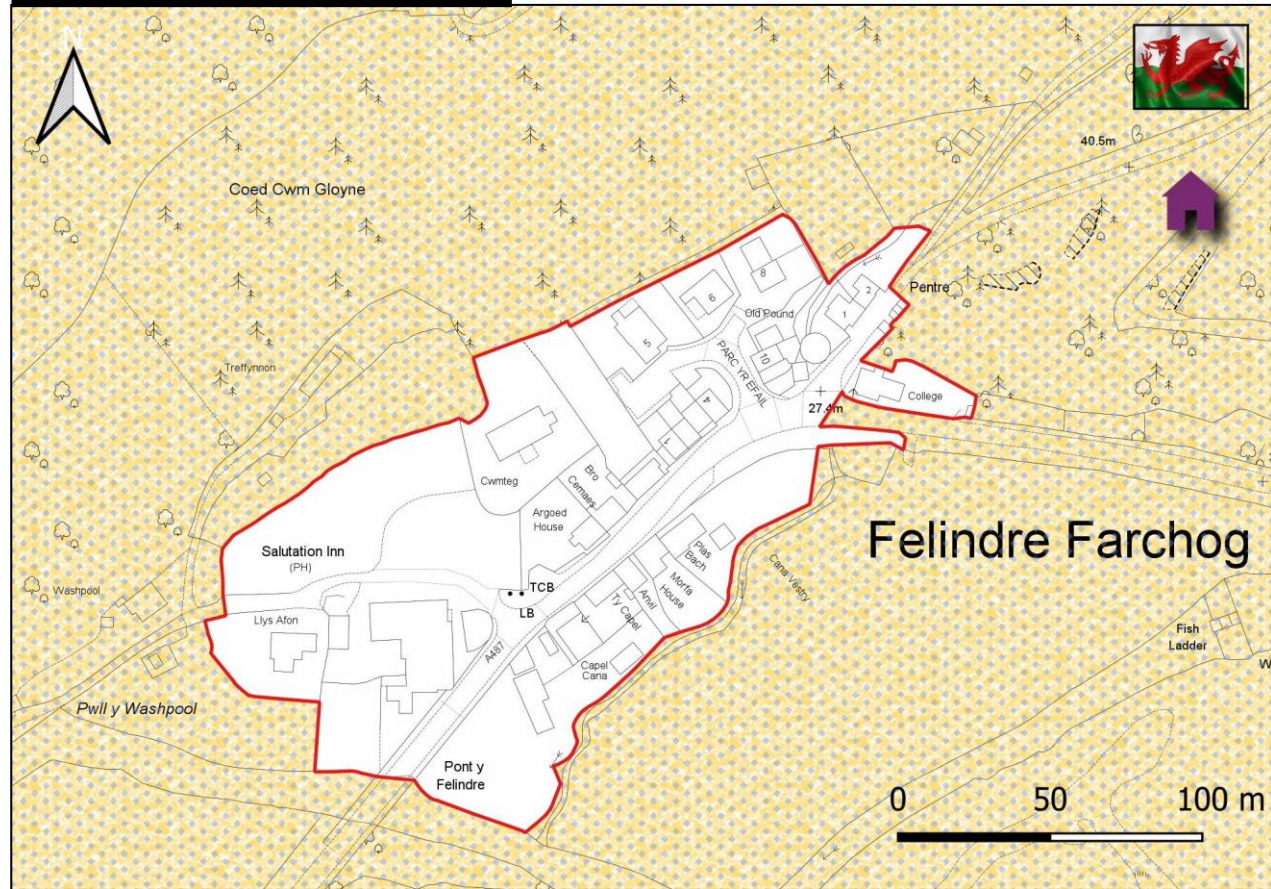 N
40.5m
Coed Cwm Gloyne
8
6
2
Pentre
Old Pound
1
5
10
PARC YR EFAIL
Treffynnon
College
4
27.4m
1
Cwmteg
Bro
Cemaes
Argoed
House
Felindre Farchog
Salutation Inn
(PH)
Plas
Bach
Cana Vestry
TCB
Morfa
House
Washpool
LB
Anvil
Ty Capel
Llys Afon
Fish
Ladder
A487
W
Capel
Cana
Pwll y Washpool
Pont y
Felindre
0 50 100 m